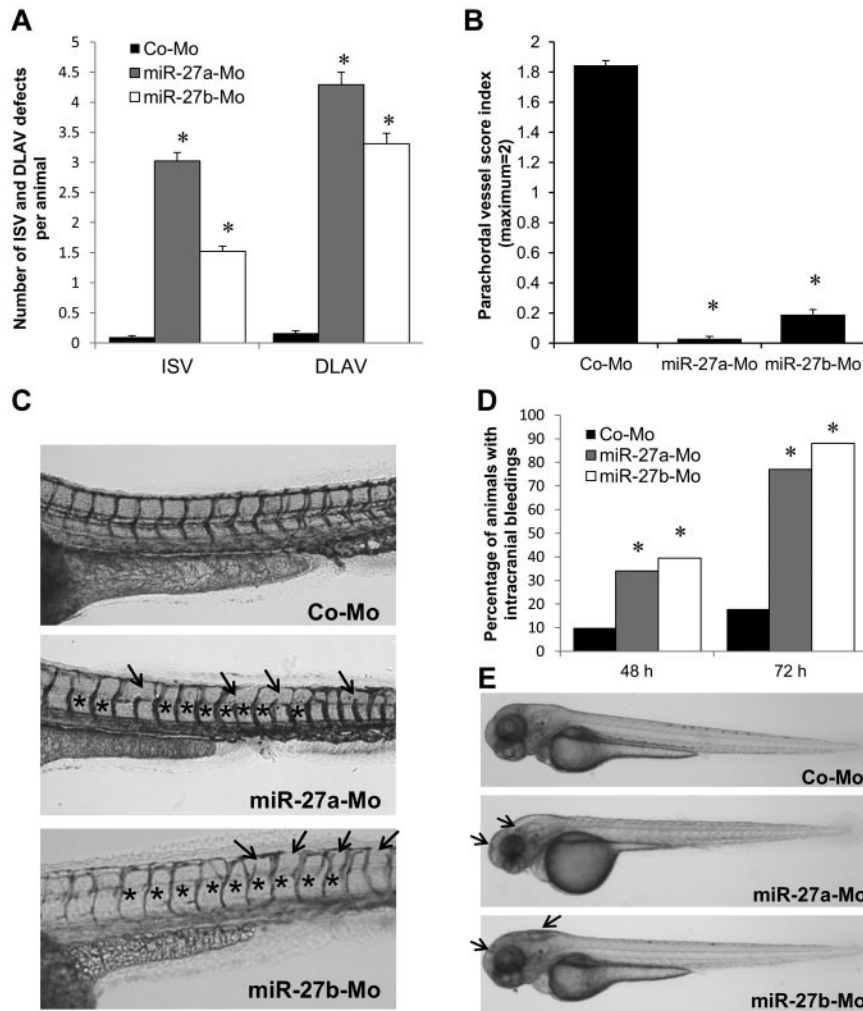 A
Co-Mo
miR-27a-Mo
miR-27b-Mo
Number of ISV and DLAV defects
per animal
4.5
4
3.5
3
2.5
2
1.5
1
0.5
0
*
*
*
*
ISV
DLAV
B
Parachordal vessel score index
(maximum=2)
2
1.8
1.6
1.4
1.2
1
0.8
0.6
0.4
0.2
0
*
*
Co-Mo
miR-27a-Mo
miR-27b-Mo
C
Co-Mo
* * * * * * * * *
miR-27a-Mo
* * * * * * * * *
miR-27b-Mo
D
Co-Mo
miR-27a-Mo
miR-27b-Mo
Percentage of animals with
intracranial bleedings
100
90
80
70
60
50
40
30
20
10
0
*
*
*
*
48 h
72 h
E
Co-Mo
miR-27a-Mo
miR-27b-Mo